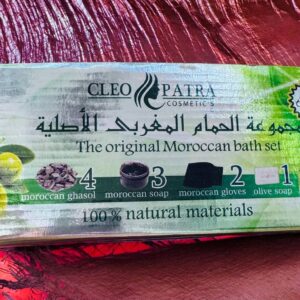 CLEO PATRA
COSMETIC'S
مجموعة الحمام المغربي الأصلية
The original Moroccan bath set
4 3 2 1
moroccan ghasol moroccan soap moroccan gloves olive soap
100% natural materials